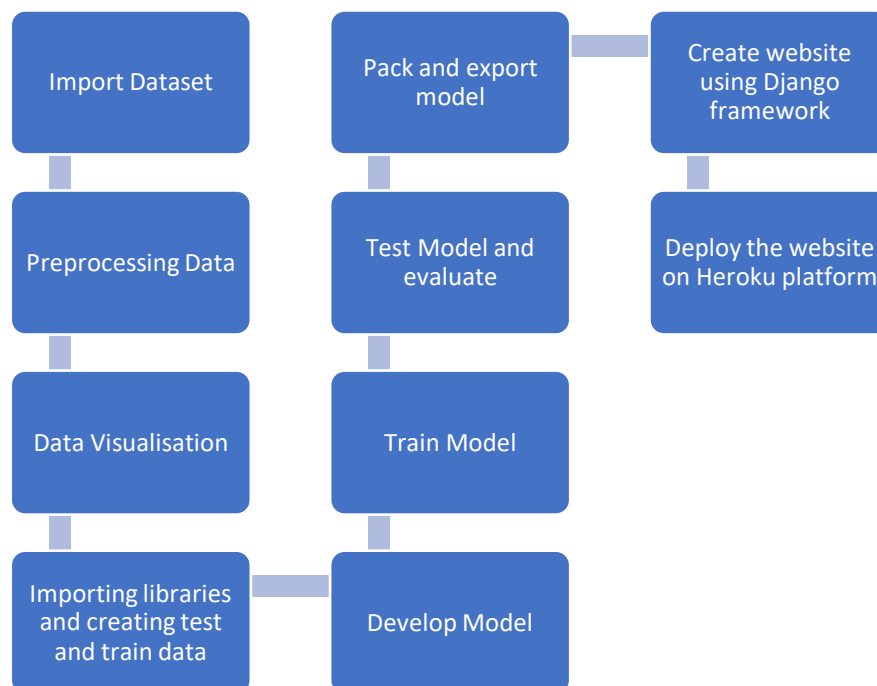 Import Dataset
Preprocessing Data
Data Visualisation
Importing libraries
and creating test
and train data
Develop Model
Train Model
Test Model and
evaluate
Pack and export
model
Create website
using Django
framework
Deploy the website
on Heroku platform